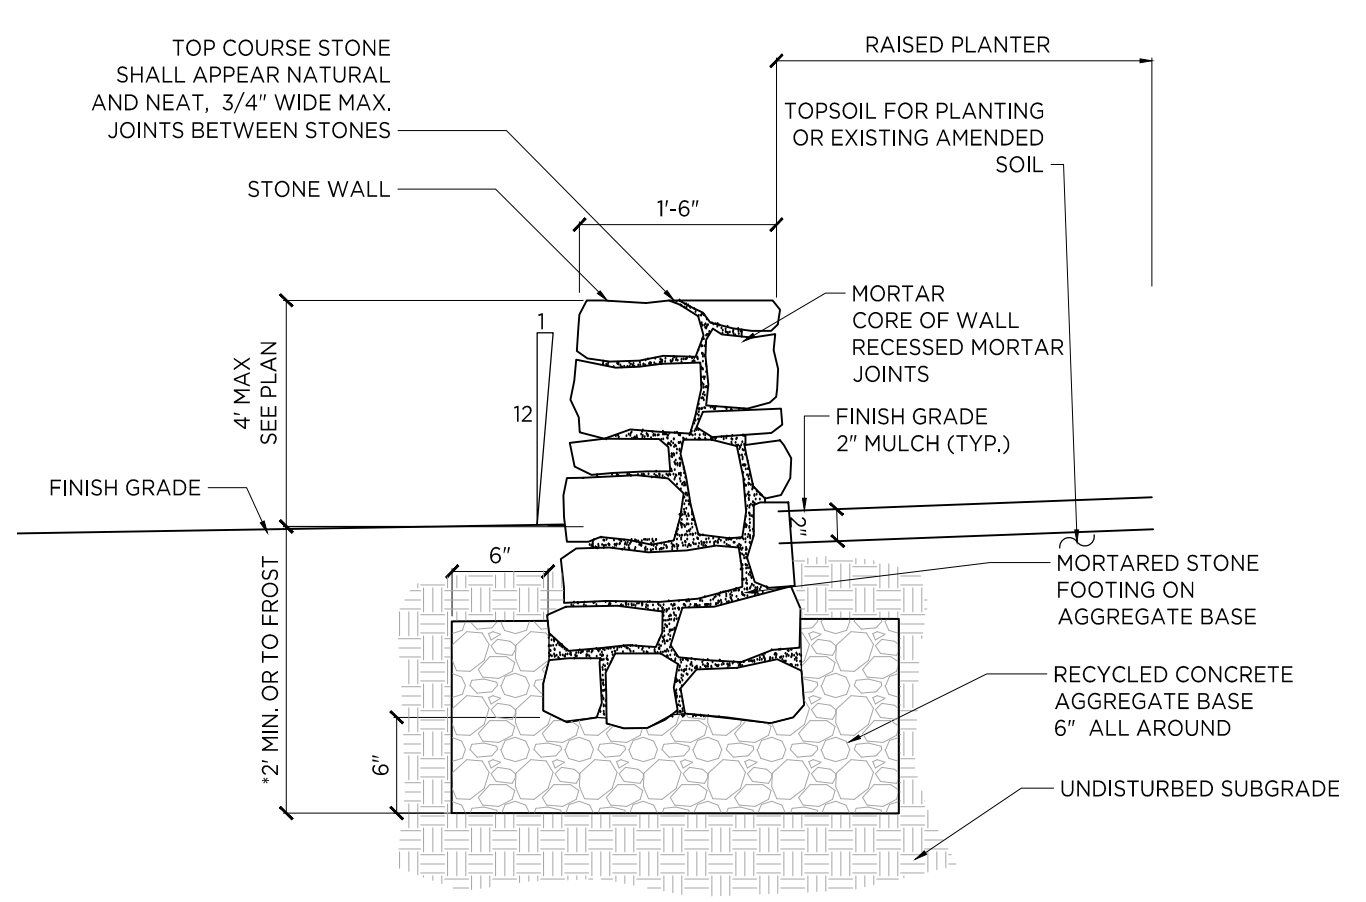 TOP COURSE STONE
SHALL APPEAR NATURAL
AND NEAT, 3/4" WIDE MAX.
JOINTS BETWEEN STONES
STONE WALL
RAISED PLANTER
TOPSOIL FOR PLANTING
OR EXISTING AMENDED
SOIL
1'-6"
MORTAR
CORE OF WALL
RECESSED MORTAR
JOINTS
1
12
4' MAX
SEE PLAN
FINISH GRADE
2" MULCH (TYP.)
FINISH GRADE
2"
6"
*2' MIN. OR TO FROST
6"
MORTARED STONE
FOOTING ON
AGGREGATE BASE
RECYCLED CONCRETE
AGGREGATE BASE
6" ALL AROUND
UNDISTURBED SUBGRADE